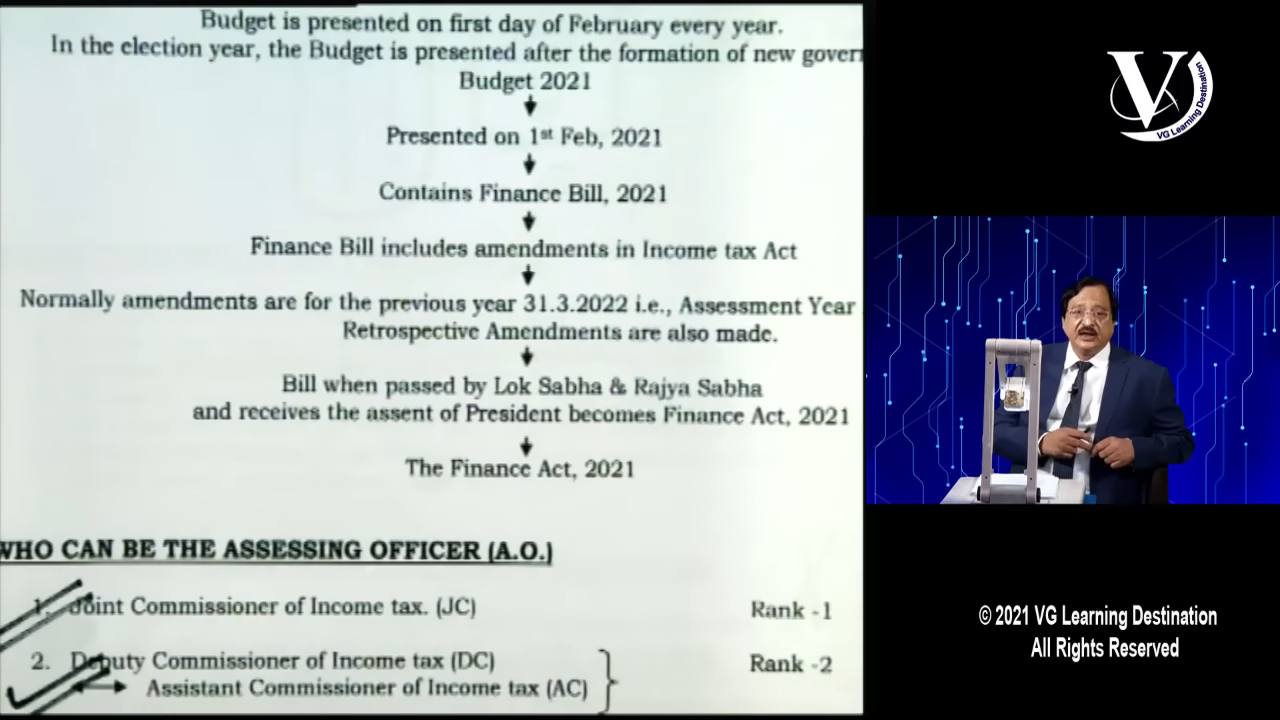 Budget is presented on first day of February every year.
In the election year, the Budget is presented after the formation of new govern
Budget 2021
Presented on 1st Feb, 2021
Contains Finance Bill, 2021
Finance Bill includes amendments in Income tax Act
Normally amendments are for the previous year 31.3.2022 i.e., Assessment Year
Retrospective Amendments are also made.
Bill when passed by Lok Sabha & Rajya Sabha
and receives the assent of President becomes Finance Act, 2021
The Finance Act, 2021
WHO CAN BE THE ASSESSING OFFICER (A.O.)
1. Joint Commissioner of Income tax. (JC) Rank -1
2. Deputy Commissioner of Income tax (DC) Rank -2
Assistant Commissioner of Income tax (AC)
V
VG Learning Destination
© 2021 VG Learning Destination
All Rights Reserved